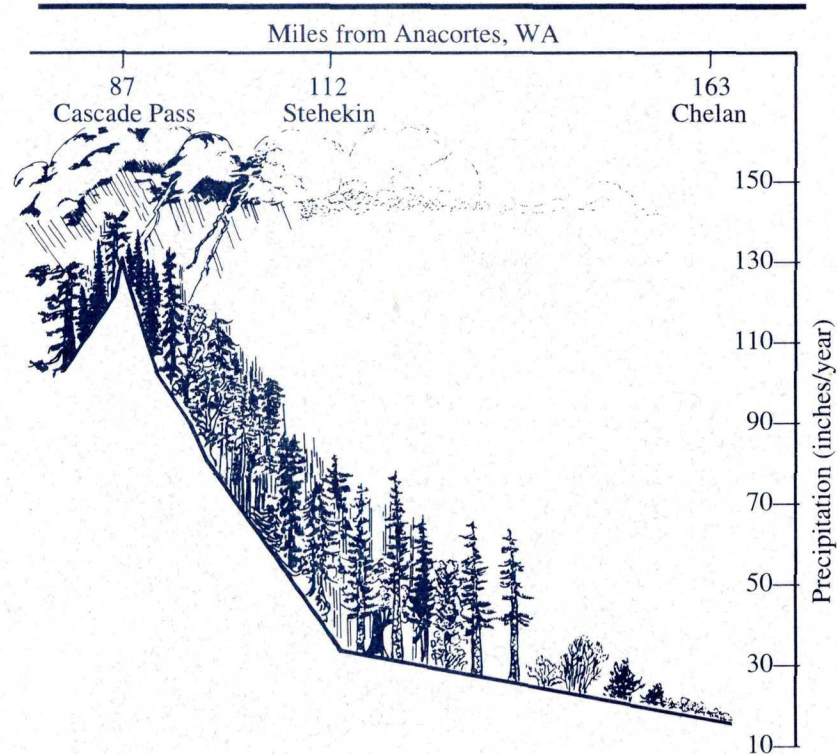 Miles from Anacortes, WA
87 112 163
Cascade Pass Stehekin Chelan
150
130
110
90
70
50
30
10
Precipitation (inches/year)